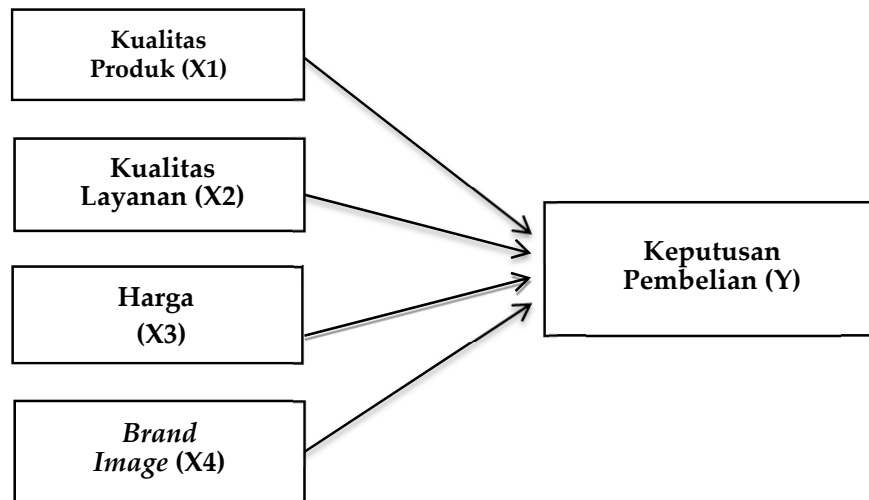 Kualitas
Produk (X1)
Kualitas
Layanan (X2)
Harga
(X3)
Brand
Image (X4)
Keputusan
Pembelian (Y)